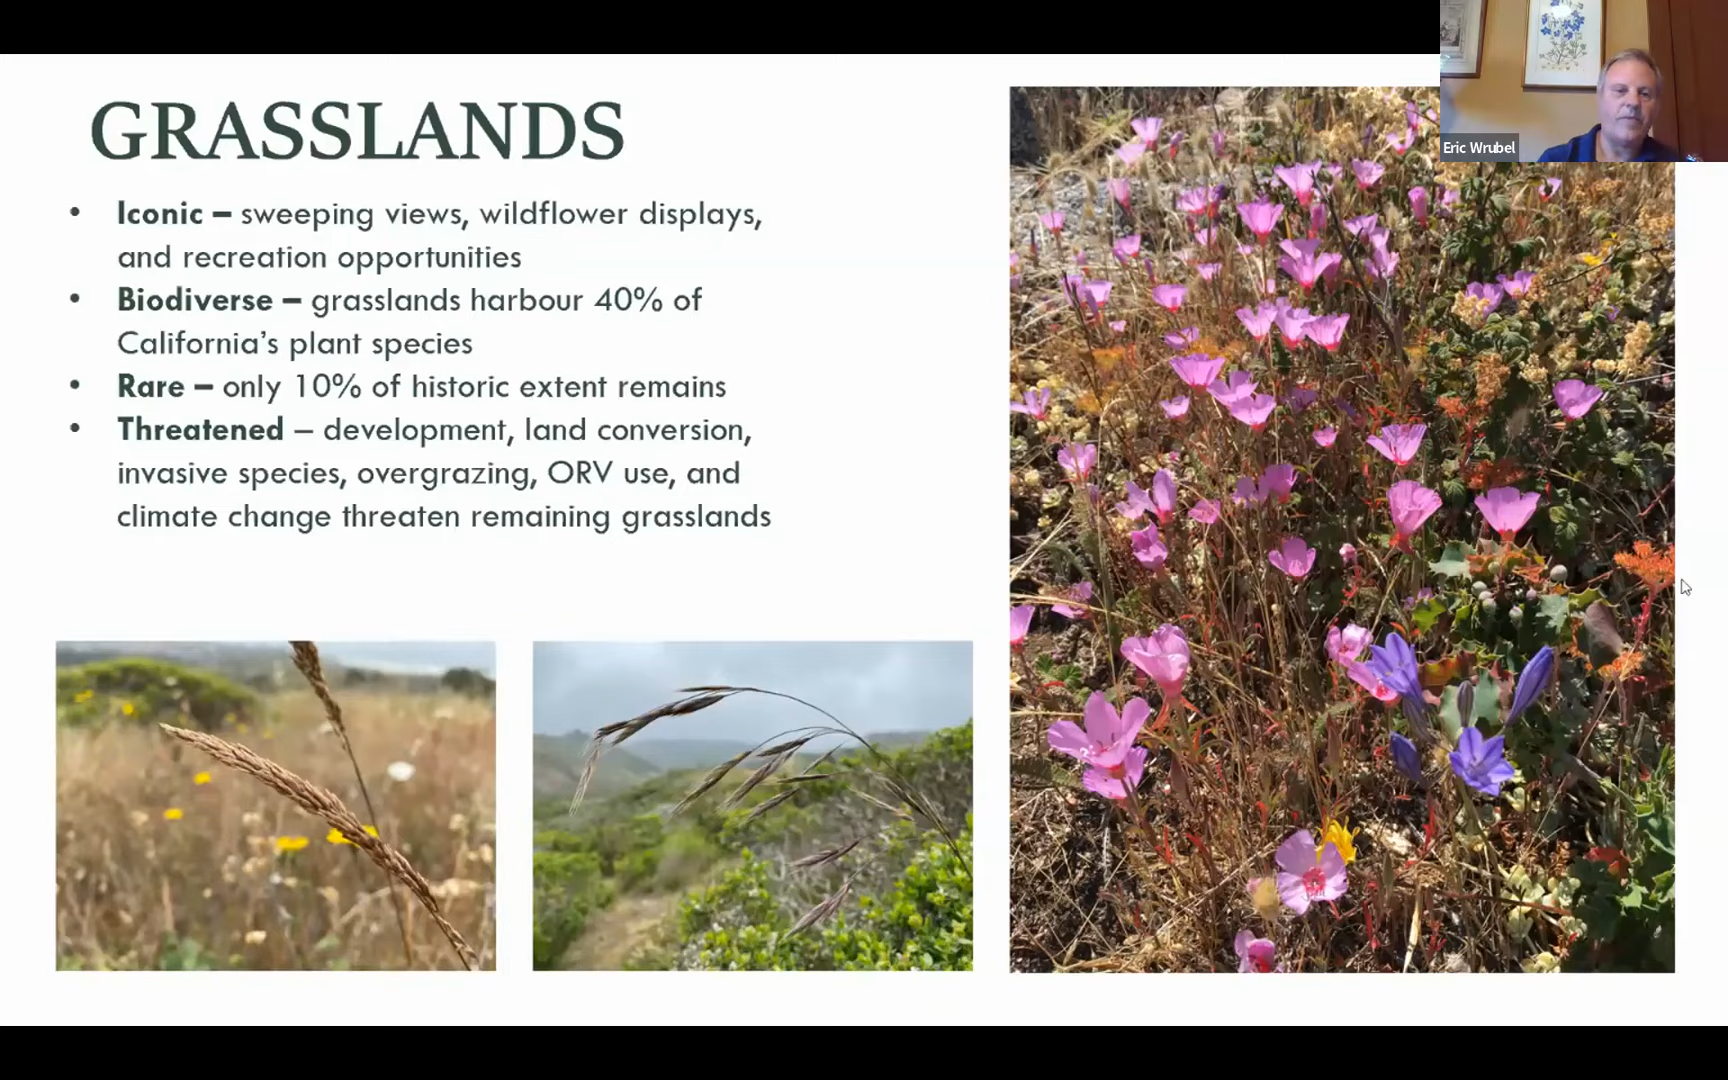 GRASSLANDS
• Iconic – sweeping views, wildflower displays,
and recreation opportunities
• Biodiverse – grasslands harbour 40% of
California's plant species
• Rare – only 10% of historic extent remains
• Threatened – development, land conversion,
invasive species, overgrazing, ORV use, and
climate change threaten remaining grasslands
Eric Wrubel